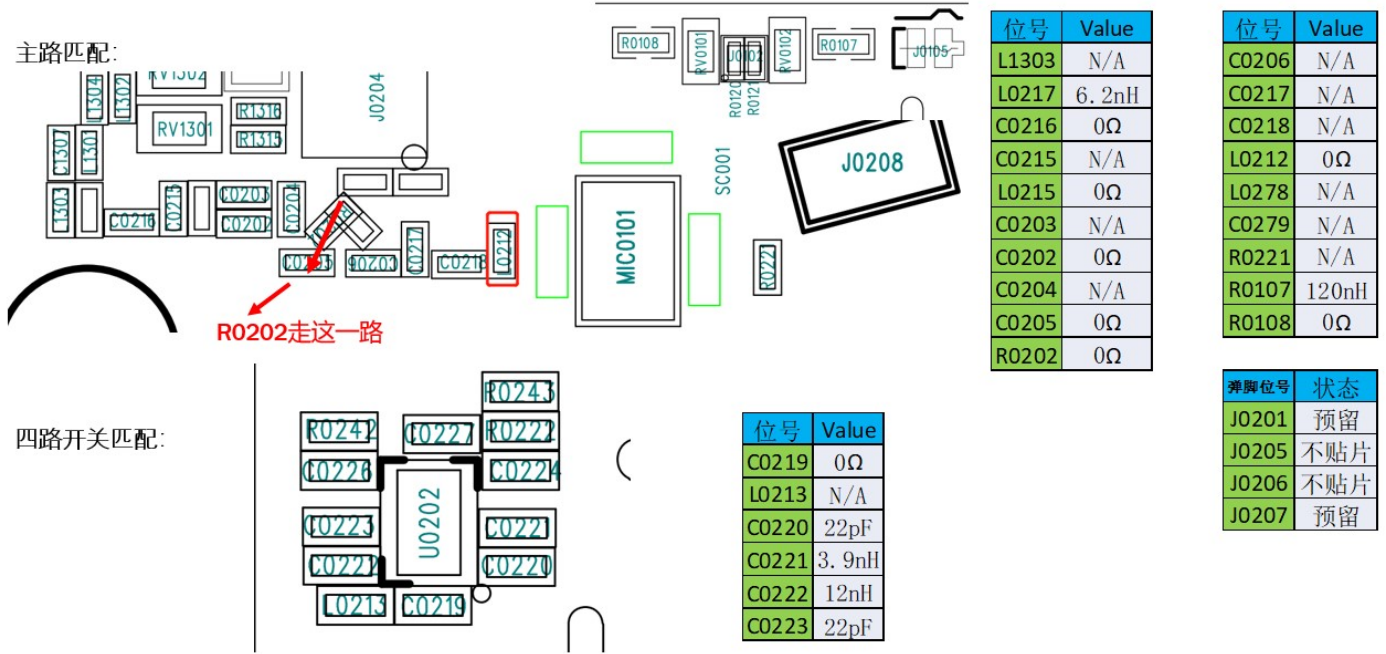 主路匹配:
L1304
L1302
RV1302
RV1301
R1316
R1315
J0204
C1307
L1301
L1303
C0216
C0215
C0203
C0202
C0204
C0205
C0206
C0217
C0218
L0212
R0202走这一路
R0108
RV0101
J0102
RV0102
R0107
J0105
R0120
R0121
SC001
J0208
MIC0101
R0221
四路开关匹配:
R0243
R0242
C0227
R0222
C0226
C0224
C0223
U0202
C0221
C0222
C0220
L0213
C0219
位号 Value
L1303 N/A
L0217 6.2nH
C0216 0Ω
C0215 N/A
L0215 0Ω
C0203 N/A
C0202 0Ω
C0204 N/A
C0205 0Ω
R0202 0Ω
位号 Value
C0206 N/A
C0217 N/A
C0218 N/A
L0212 0Ω
L0278 N/A
C0279 N/A
R0221 N/A
R0107 120nH
R0108 0Ω
弹脚位号 状态
J0201 预留
J0205 不贴片
J0206 不贴片
J0207 预留
位号 Value
C0219 0Ω
L0213 N/A
C0220 22pF
C0221 3.9nH
C0222 12nH
C0223 22pF